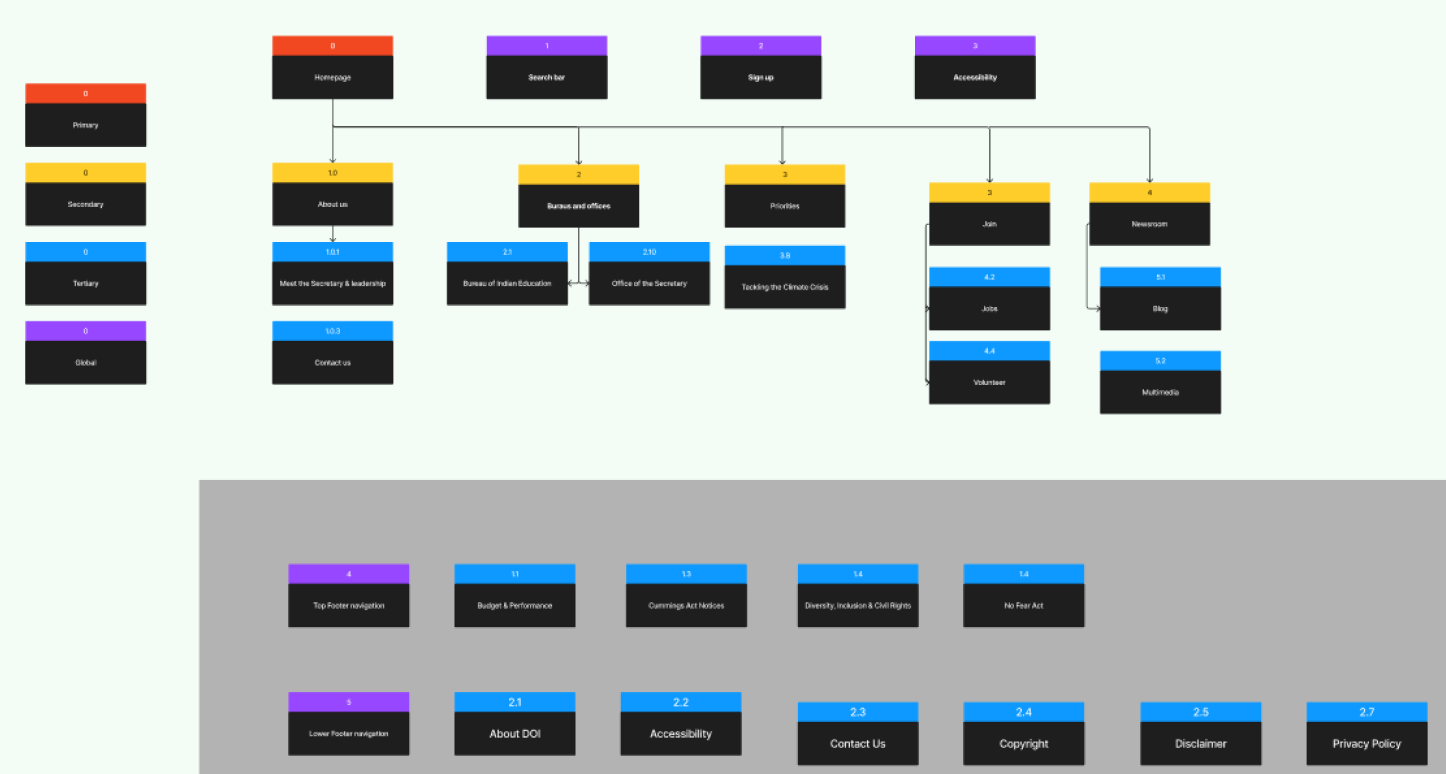 0
Homepage
1
Search bar
2
Sign up
3
Accessibility
0
Primary
0
Secondary
0
Tertiary
0
Global
1.0
About us
2
Buraus and offices
3
Priorities
3
Join
4
Newsroom
1.0.1
Meet the Secretary & leadership
2.1
Bureau of Indian Education
2.10
Office of the Secretary
3.8
Tackling the Climate Crisis
4.2
Jobs
5.1
Blog
1.0.3
Contact us
4.4
Volunteer
5.2
Multimedia
4
Top Footer navigation
1.1
Budget & Performance
1.3
Cummings Act Notices
1.4
Diversity, Inclusion & Civil Rights
1.4
No Fear Act
5
Lower Footer navigation
2.1
About DOI
2.2
Accessibility
2.3
Contact Us
2.4
Copyright
2.5
Disclaimer
2.7
Privacy Policy